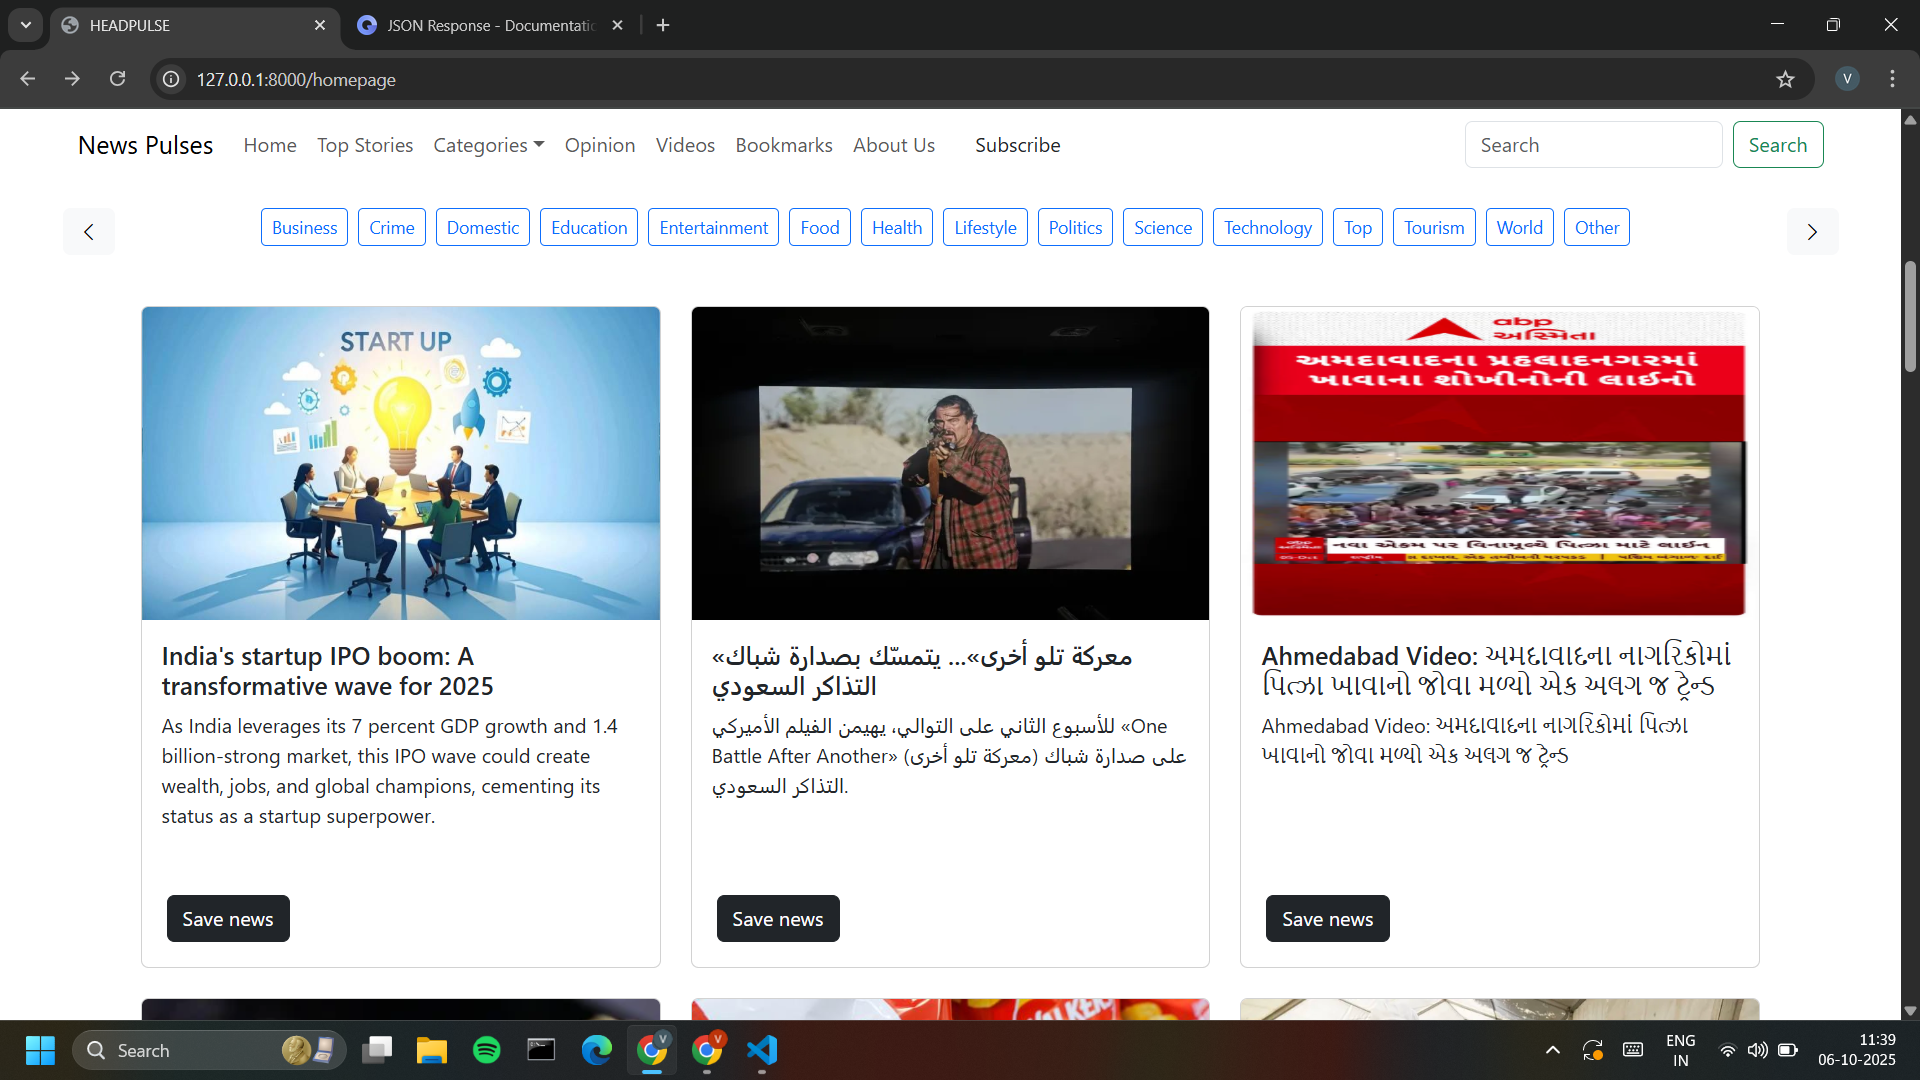 HEADPULSE
JSON Response - Documentatio
127.0.0.1:8000/homepage
V
News Pulses Home Top Stories Categories Opinion Videos Bookmarks About Us Subscribe Search Search
Business Crime Domestic Education Entertainment Food Health Lifestyle Politics Science Technology Top Tourism World Other
START UP
abp
અસ્મિતા
અમદાવાદના પ્રહલાદનગરમાં
ખાવાના શોખીનોની લાઈનો
નવા એકમ પર વિનામૂલ્યે પિત્ઝા માટે લાઈન
India's startup IPO boom: A
transformative wave for 2025
As India leverages its 7 percent GDP growth and 1.4
billion-strong market, this IPO wave could create
wealth, jobs, and global champions, cementing its
status as a startup superpower.
Save news
«معركة تلو أخرى»... يتمسّك بصدارة شباك
التذاكر السعودي
للأسبوع الثاني على التوالي، يهيمن الفيلم الأميركي «One
Battle After Another» (معركة تلو أخرى) على صدارة شباك
التذاكر السعودي.
Save news
Ahmedabad Video: અમદાવાદના નાગરિકોમાં
પિત્ઝા ખાવાનો જોવા મળ્યો એક અલગ જ ટ્રેન્ડ
Ahmedabad Video: અમદાવાદના નાગરિકોમાં પિત્ઝા
ખાવાનો જોવા મળ્યો એક અલગ જ ટ્રેન્ડ
Save news
Search
V
V
ENG
IN
11:39
06-10-2025